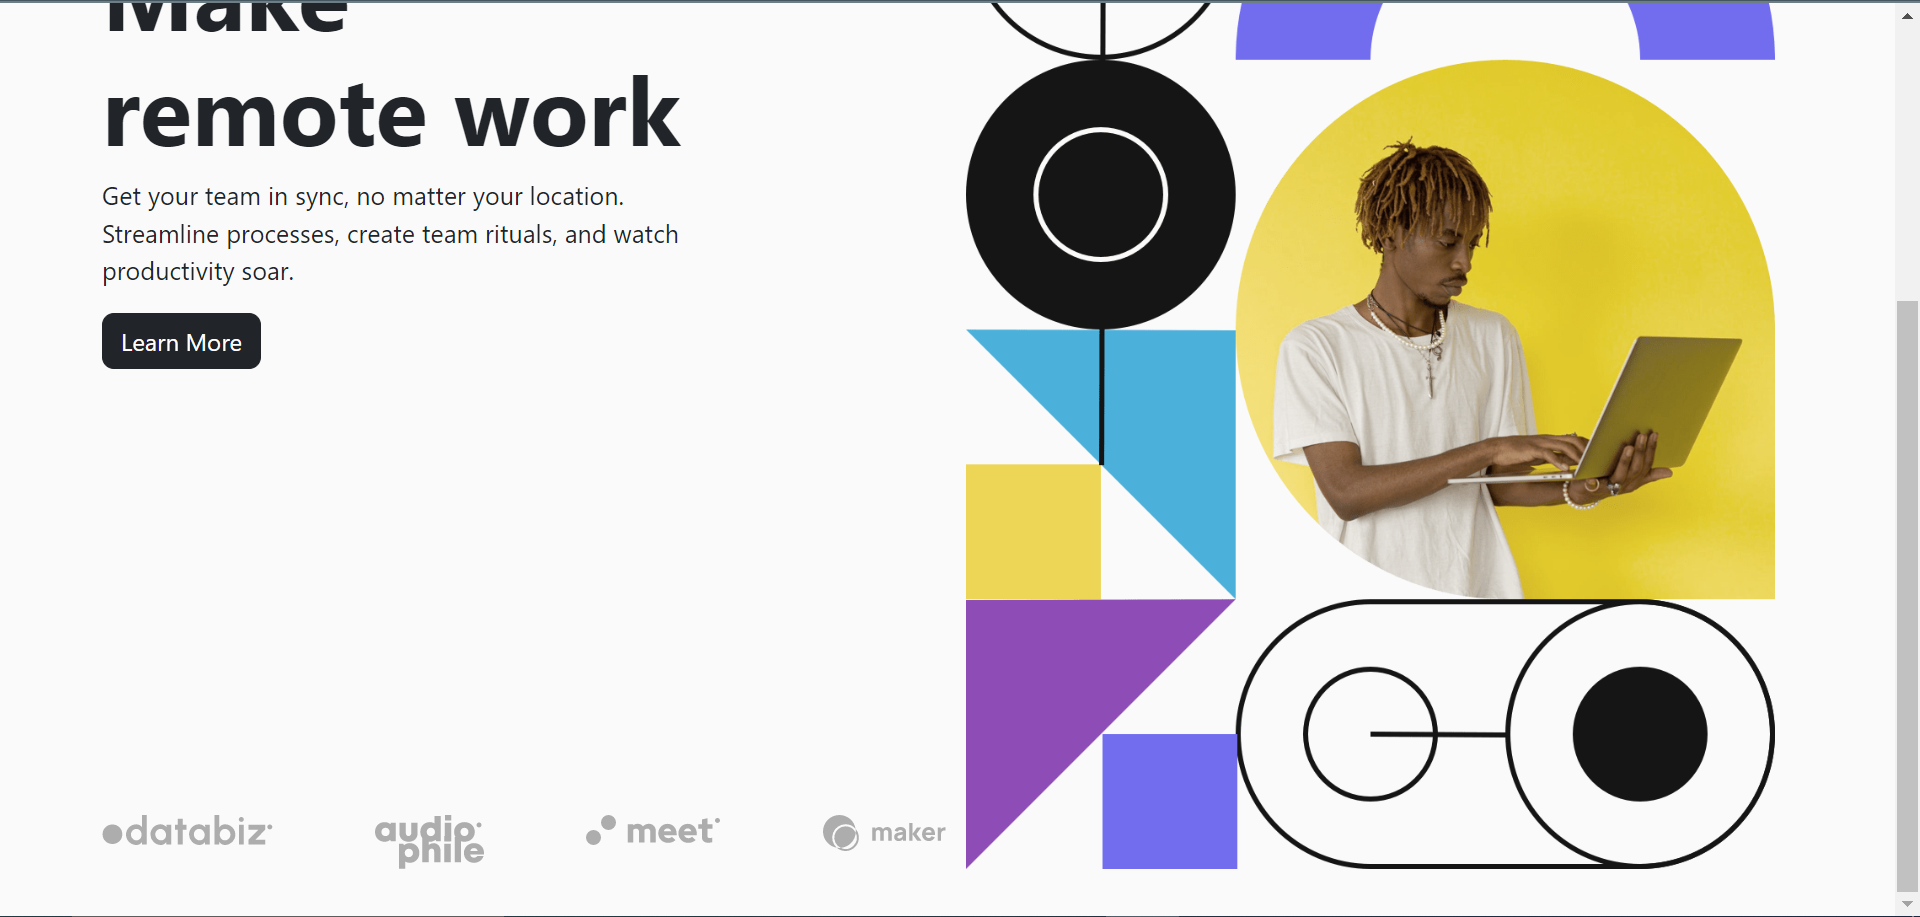 Make
remote work
Get your team in sync, no matter your location.
Streamline processes, create team rituals, and watch
productivity soar.
Learn More
databiz
audio
phile
meet
maker